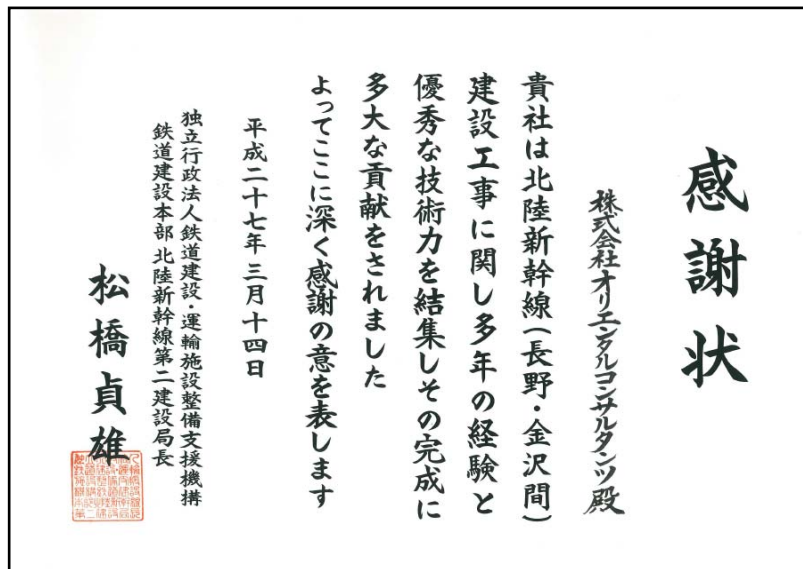 感謝状
株式会社オリエンタルコンサルタンツ殿
貴社は北陸新幹線(長野・金沢間)
建設工事に関し多年の経験と
優秀な技術力を結集しその完成に
多大な貢献をされました
よってここに深く感謝の意を表します
平成二十七年三月十四日
独立行政法人鉄道建設・運輸施設整備支援機構
鉄道建設本部 北陸新幹線第二建設局長
松橋貞雄